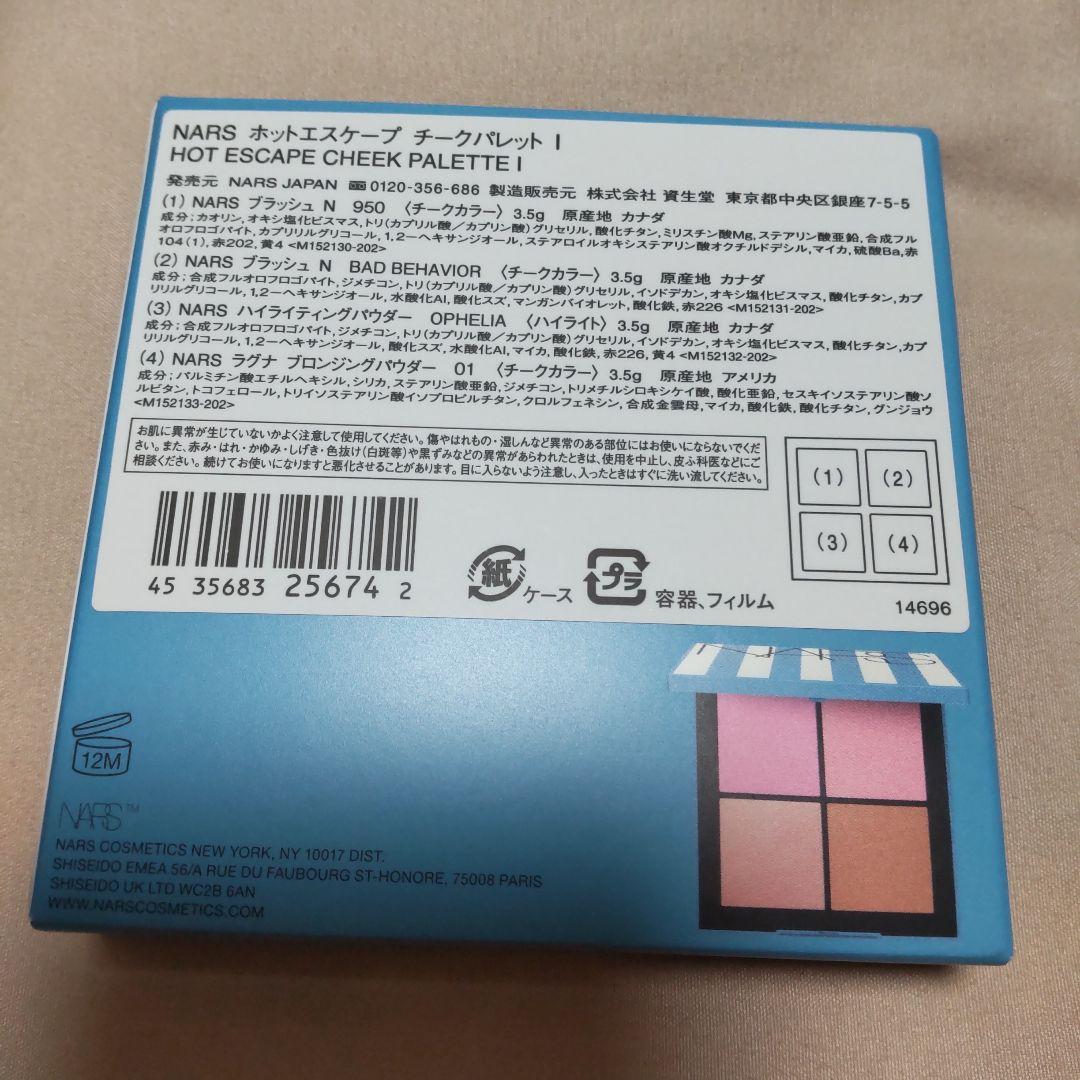 NARS ホットエスケープ チークパレット I
HOT ESCAPE CHEEK PALETTE I
発売元 NARS JAPAN 0120-356-686 製造販売元 株式会社 資生堂 東京都中央区銀座7-5-5
(1) NARS ブラッシュ N 950 〈チークカラー〉 3.5g 原産地 カナダ
成分;カオリン,オキシ塩化ビスマス,トリ(カプリル酸/カプリン酸)グリセリル,酸化チタン,ミリスチン酸Mg,ステアリン酸亜鉛,合成フル
オロフロゴパイト,カプリリルグリコール,1,2-ヘキサンジオール,ステアロイルオキシステアリン酸オクチルドデシル,マイカ,硫酸Ba,赤
104(1),赤202,黄4 <M152130-202>
(2) NARS ブラッシュ N BAD BEHAVIOR 〈チークカラー〉 3.5g 原産地 カナダ
成分;合成フルオロフロゴパイト,ジメチコン,トリ(カプリル酸/カプリン酸)グリセリル,イソドデカン,オキシ塩化ビスマス,酸化チタン,カプ
リリルグリコール,1,2-ヘキサンジオール,水酸化Al,酸化スズ,マンガンバイオレット,酸化鉄,赤226 <M152131-202>
(3) NARS ハイライティングパウダー OPHELIA 〈ハイライト〉 3.5g 原産地 カナダ
成分;合成フルオロフロゴパイト,ジメチコン,トリ(カプリル酸/カプリン酸)グリセリル,イソドデカン,オキシ塩化ビスマス,酸化チタン,カプ
リリルグリコール,1,2-ヘキサンジオール,酸化スズ,水酸化Al,マイカ,酸化鉄,赤226,黄4 <M152132-202>
(4) NARS ラグナ ブロンジングパウダー 01 〈チークカラー〉 3.5g 原産地 アメリカ
成分;パルミチン酸エチルヘキシル,シリカ,ステアリン酸亜鉛,ジメチコン,トリメチルシロキシケイ酸,酸化亜鉛,セスキイソステアリン酸ソ
ルビタン,トコフェロール,トリイソステアリン酸イソプロピルチタン,クロルフェネシン,合成金雲母,マイカ,酸化鉄,酸化チタン,グンジョウ
<M152133-202>
お肌に異常が生じていないかよく注意して使用してください。傷やはれもの・湿しんなど異常のある部位にはお使いにならないでくだ
さい。また、赤み・はれ・かゆみ・しげき・色抜け(白斑等)や黒ずみなどの異常があらわれたときは、使用を中止し、皮ふ科医などにご
相談ください。続けてお使いになりますと悪化させることがあります。目に入らないよう注意し、入ったときはすぐに洗い流してください。
(1) (2)
(3) (4)
45 35683 25674 2
紙 ケース プラ 容器、フィルム
14696
NARS
12M
NARS™
NARS COSMETICS NEW YORK, NY 10017 DIST.
SHISEIDO EMEA 56/A RUE DU FAUBOURG ST-HONORE, 75008 PARIS
SHISEIDO UK LTD WC2B 6AN
WWW.NARSCOSMETICS.COM